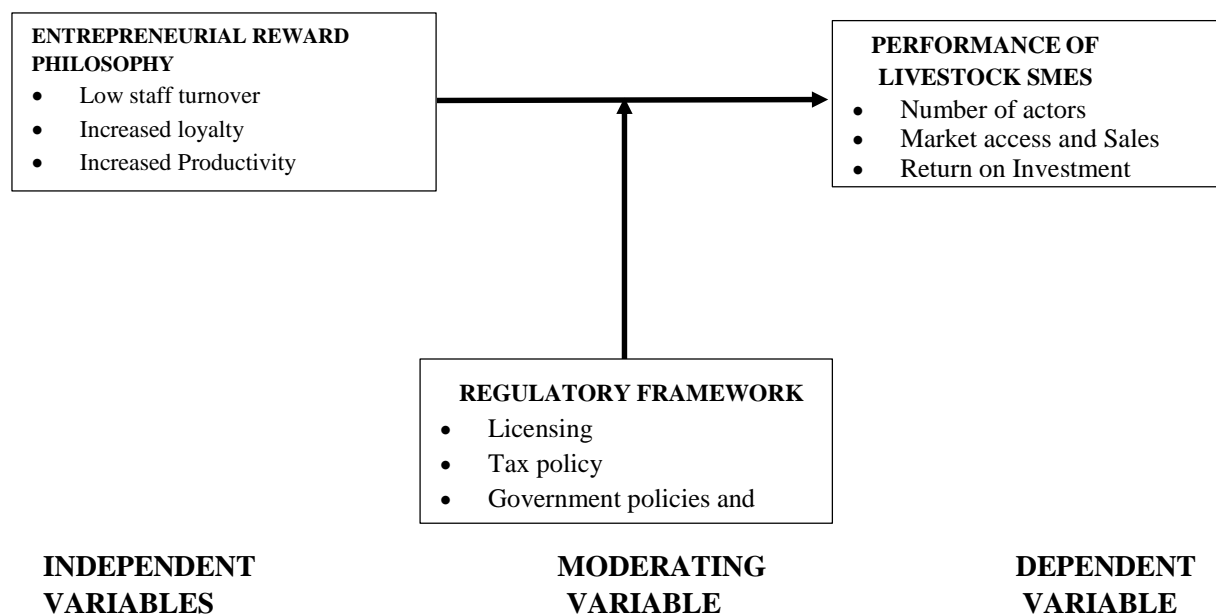 ENTREPRENEURIAL REWARD
PHILOSOPHY
• Low staff turnover
• Increased loyalty
• Increased Productivity
PERFORMANCE OF
LIVESTOCK SMES
• Number of actors
• Market access and Sales
• Return on Investment
REGULATORY FRAMEWORK
• Licensing
• Tax policy
• Government policies and
INDEPENDENT
VARIABLES
MODERATING
VARIABLE
DEPENDENT
VARIABLE